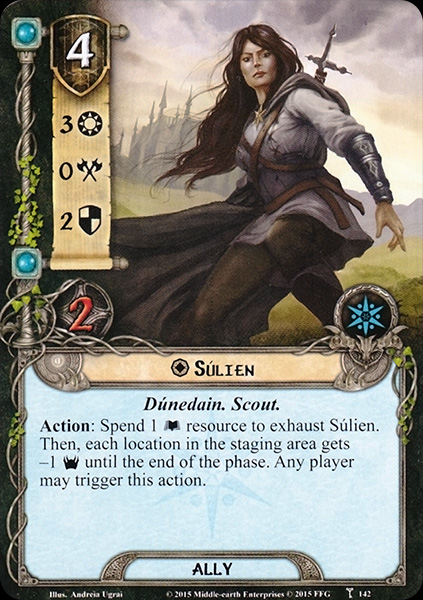 4
3
0
2
2
Súlien
Dúnedain. Scout.
Action: Spend 1 resource to exhaust Súlien.
Then, each location in the staging area gets
–1 until the end of the phase. Any player
may trigger this action.
ALLY
Illus. Andreia Ugrai © 2015 Middle-earth Enterprises © 2015 FFG 142